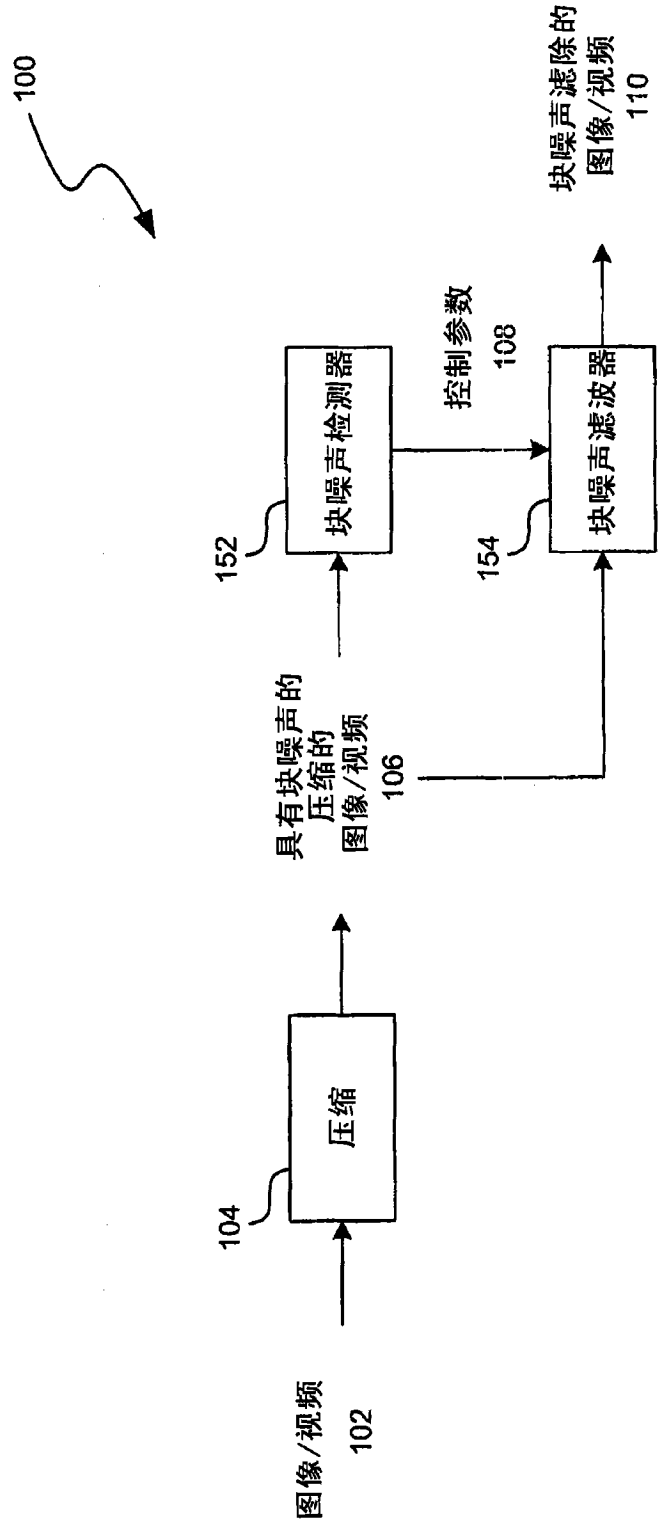 100
图像/视频
102
104
压缩
具有块噪声的
压缩的
图像/视频
106
152
块噪声检测器
控制参数
108
154
块噪声滤波器
块噪声滤除的
图像/视频
110